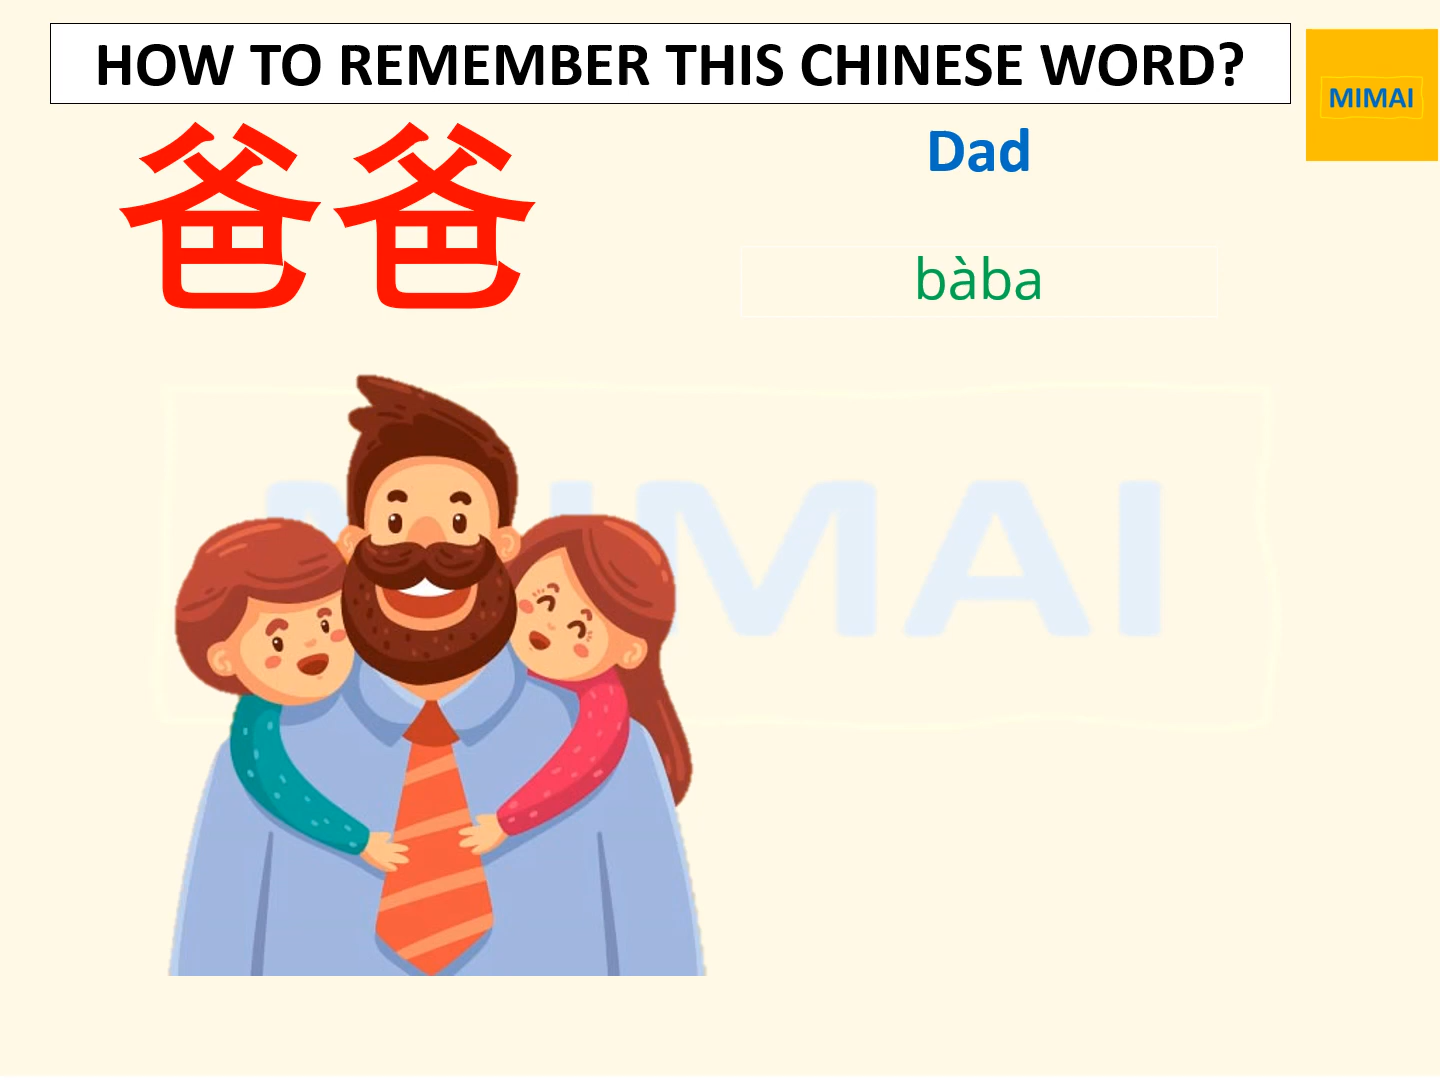 HOW TO REMEMBER THIS CHINESE WORD?
MIMAI
爸爸
Dad
bàba
MIMAI